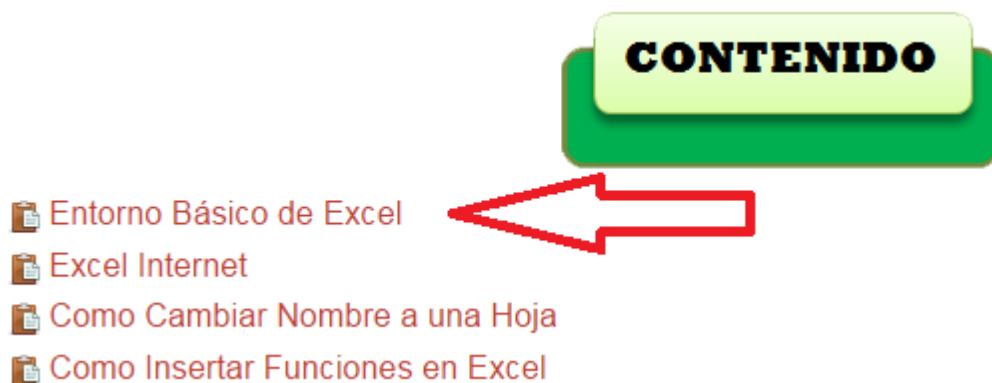 CONTENIDO
Entorno Básico de Excel
Excel Internet
Como Cambiar Nombre a una Hoja
Como Insertar Funciones en Excel